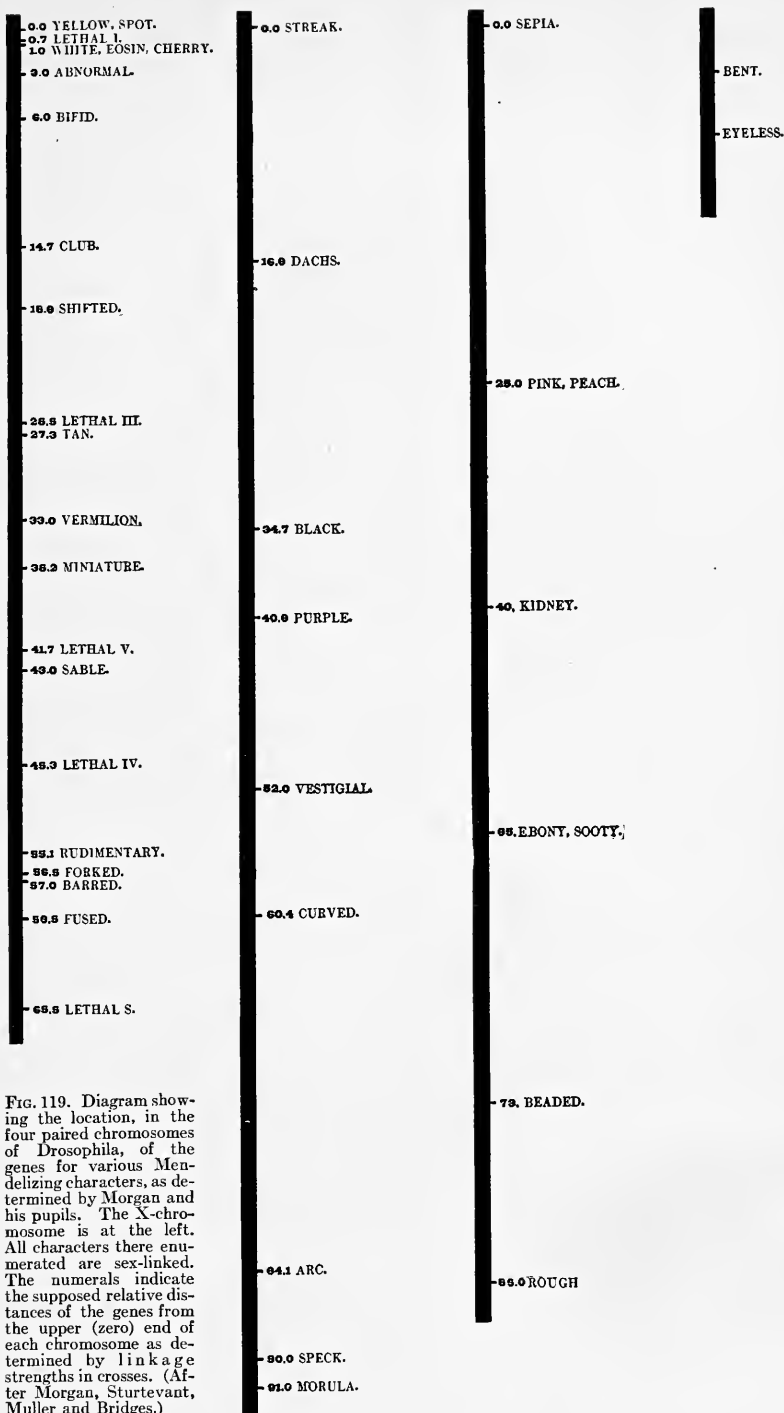 0.0 YELLOW, SPOT.
0.7 LETHAL 1.
1.0 WHITE, EOSIN, CHERRY.
3.0 ABNORMAL.
6.0 BIFID.
14.7 CLUB.
18.0 SHIFTED.
26.5 LETHAL III.
27.3 TAN.
33.0 VERMILION.
36.2 MINIATURE.
41.7 LETHAL V.
43.0 SABLE.
48.3 LETHAL IV.
55.1 RUDIMENTARY.
56.5 FORKED.
57.0 BARRED.
59.5 FUSED.
65.5 LETHAL S.
FIG. 119. Diagram show-
ing the location, in the
four paired chromosomes
of Drosophila, of the
genes for various Men-
delizing characters, as de-
termined by Morgan and
his pupils. The X-chro-
mosome is at the left.
All characters there enu-
merated are sex-linked.
The numerals indicate
the supposed relative dis-
tances of the genes from
the upper (zero) end of
each chromosome as de-
termined by linkage
strengths in crosses. (Af-
ter Morgan, Sturtevant,
Muller and Bridges.)
0.0 STREAK.
16.0 DACHS.
34.7 BLACK.
40.0 PURPLE.
52.0 VESTIGIAL.
60.4 CURVED.
84.1 ARC.
90.0 SPECK.
91.0 MORULA.
0.0 SEPIA.
25.0 PINK, PEACH.
40, KIDNEY.
55, EBONY, SOOTY.
73, BEADED.
85.0 ROUGH
BENT.
EYELESS.